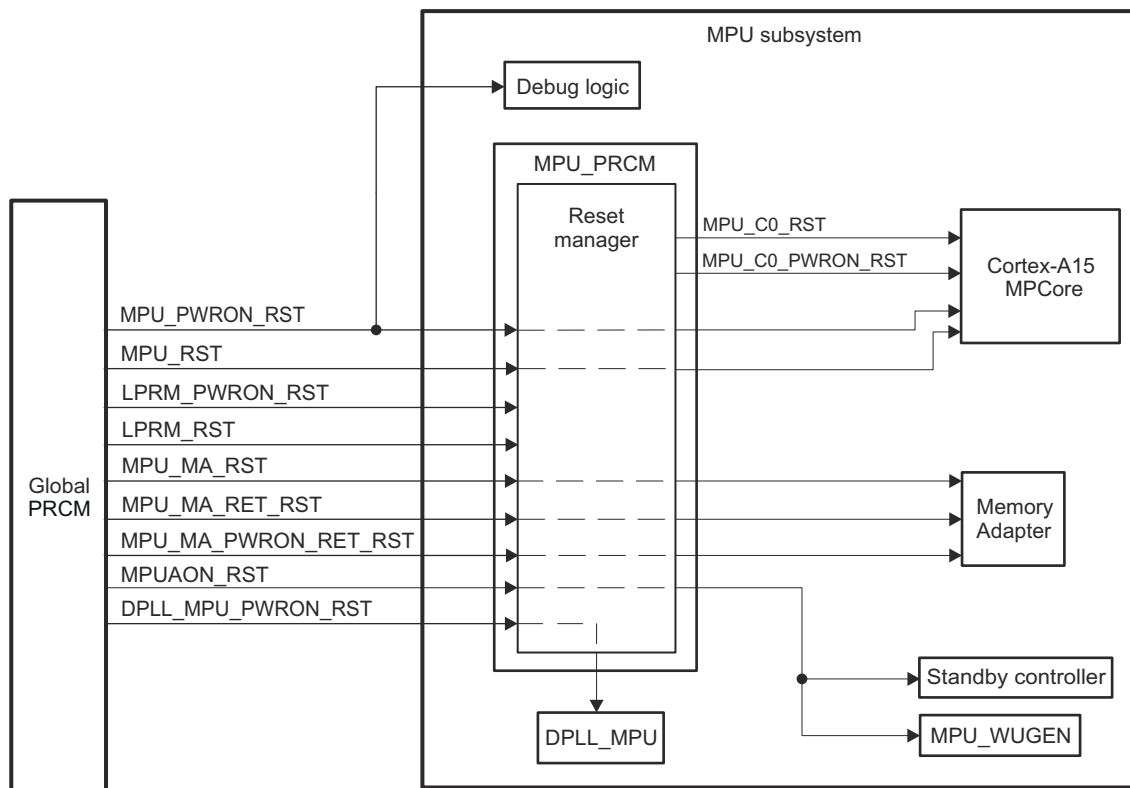 MPU subsystem
Debug logic
MPU_PRCM
Reset
manager
MPU_C0_RST
MPU_C0_PWRON_RST
Cortex-A15
MPCore
MPU_PWRON_RST
MPU_RST
LPRM_PWRON_RST
LPRM_RST
MPU_MA_RST
MPU_MA_RET_RST
MPU_MA_PWRON_RET_RST
MPUAON_RST
DPLL_MPU_PWRON_RST
Global
PRCM
Memory
Adapter
Standby controller
DPLL_MPU
MPU_WUGEN